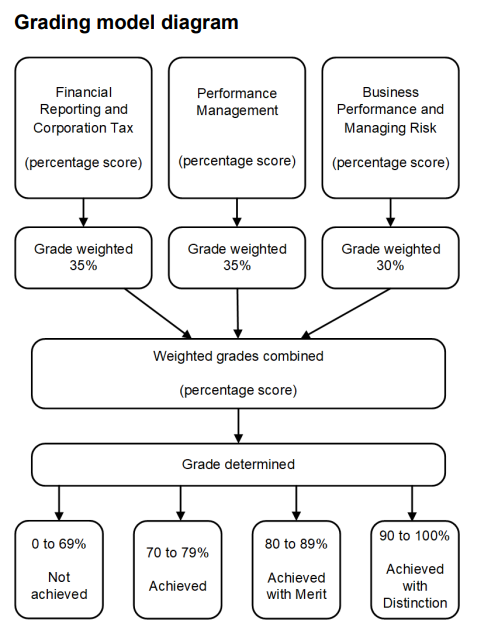 Grading model diagram
Financial
Reporting and
Corporation Tax
(percentage score)
Performance
Management
(percentage score)
Business
Performance and
Managing Risk
(percentage score)
Grade weighted
35%
Grade weighted
35%
Grade weighted
30%
Weighted grades combined
(percentage score)
Grade determined
0 to 69%
Not
achieved
70 to 79%
Achieved
80 to 89%
Achieved
with Merit
90 to 100%
Achieved
with
Distinction